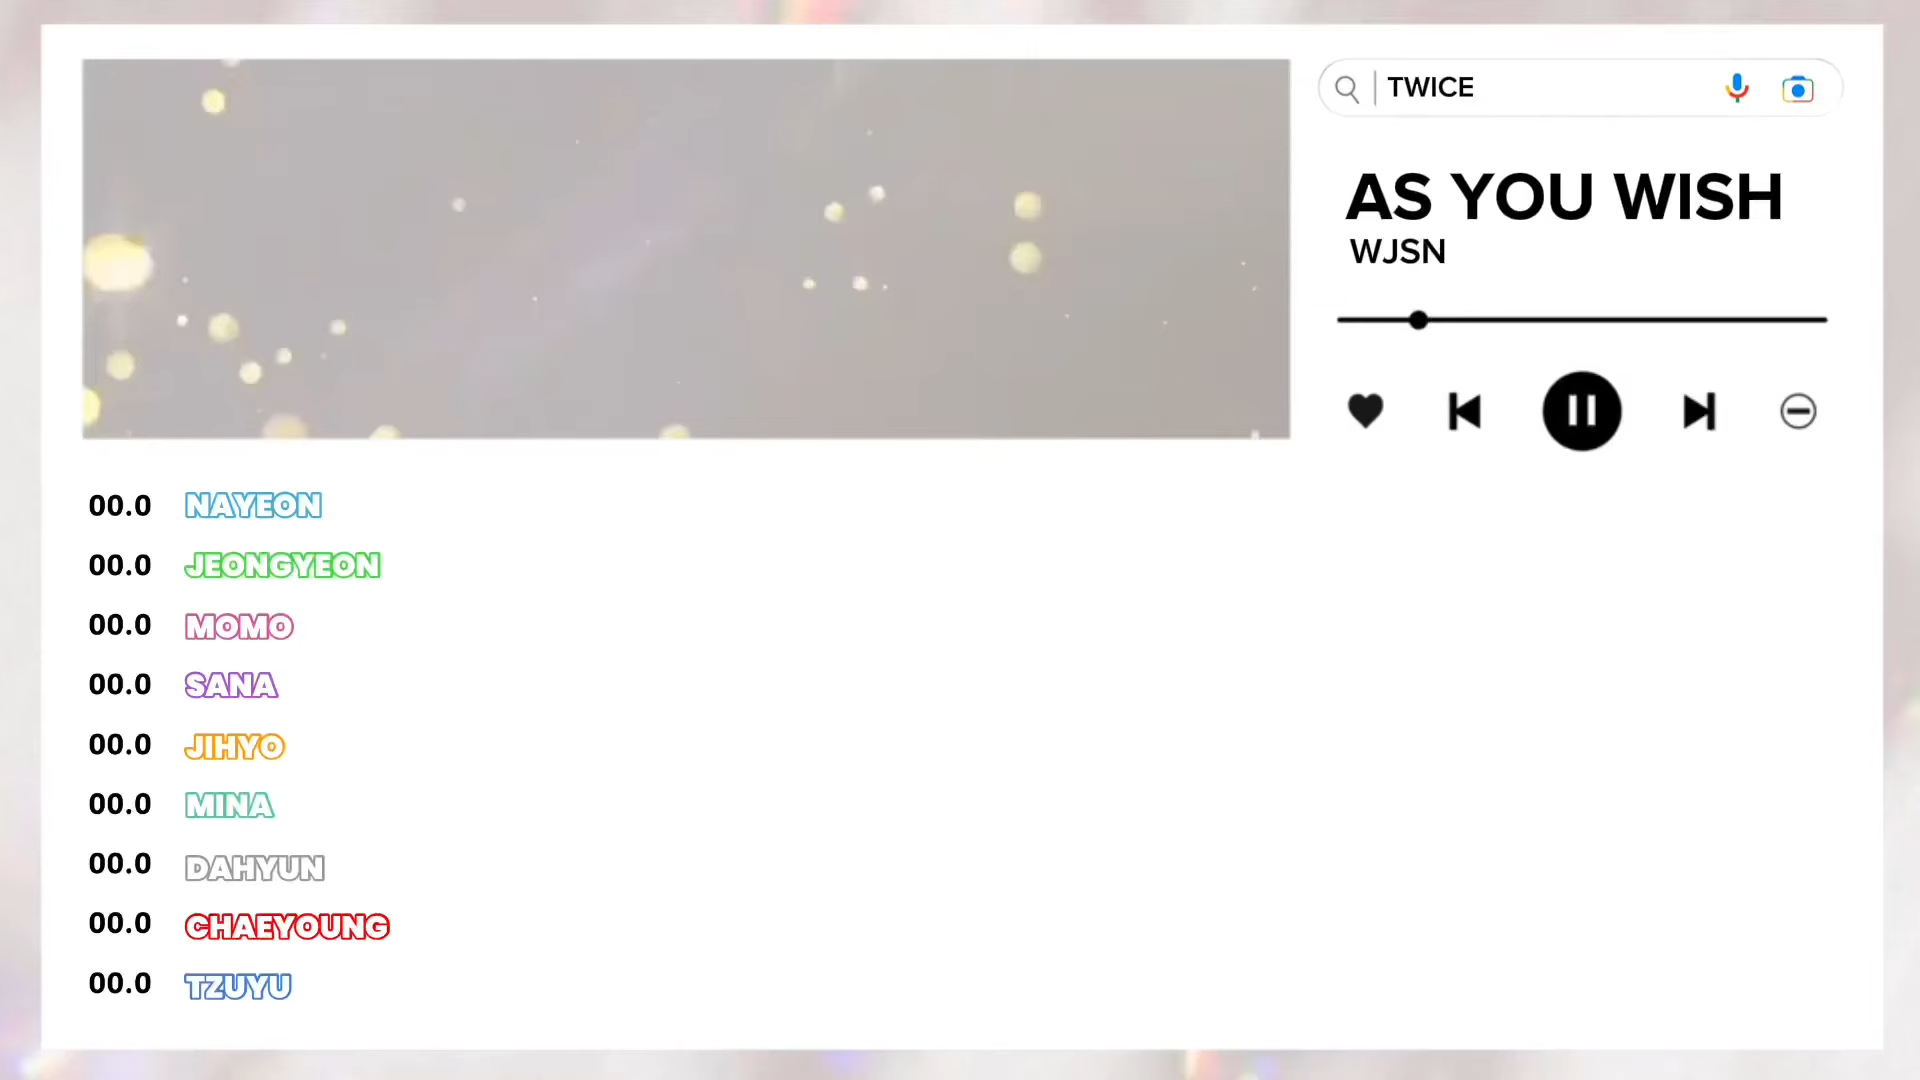 TWICE
AS YOU WISH
WJSN
00.0 NAYEON
00.0 JEONGYEON
00.0 MOMO
00.0 SANA
00.0 JIHYO
00.0 MINA
00.0 DAHYUN
00.0 CHAEYOUNG
00.0 TZUYU